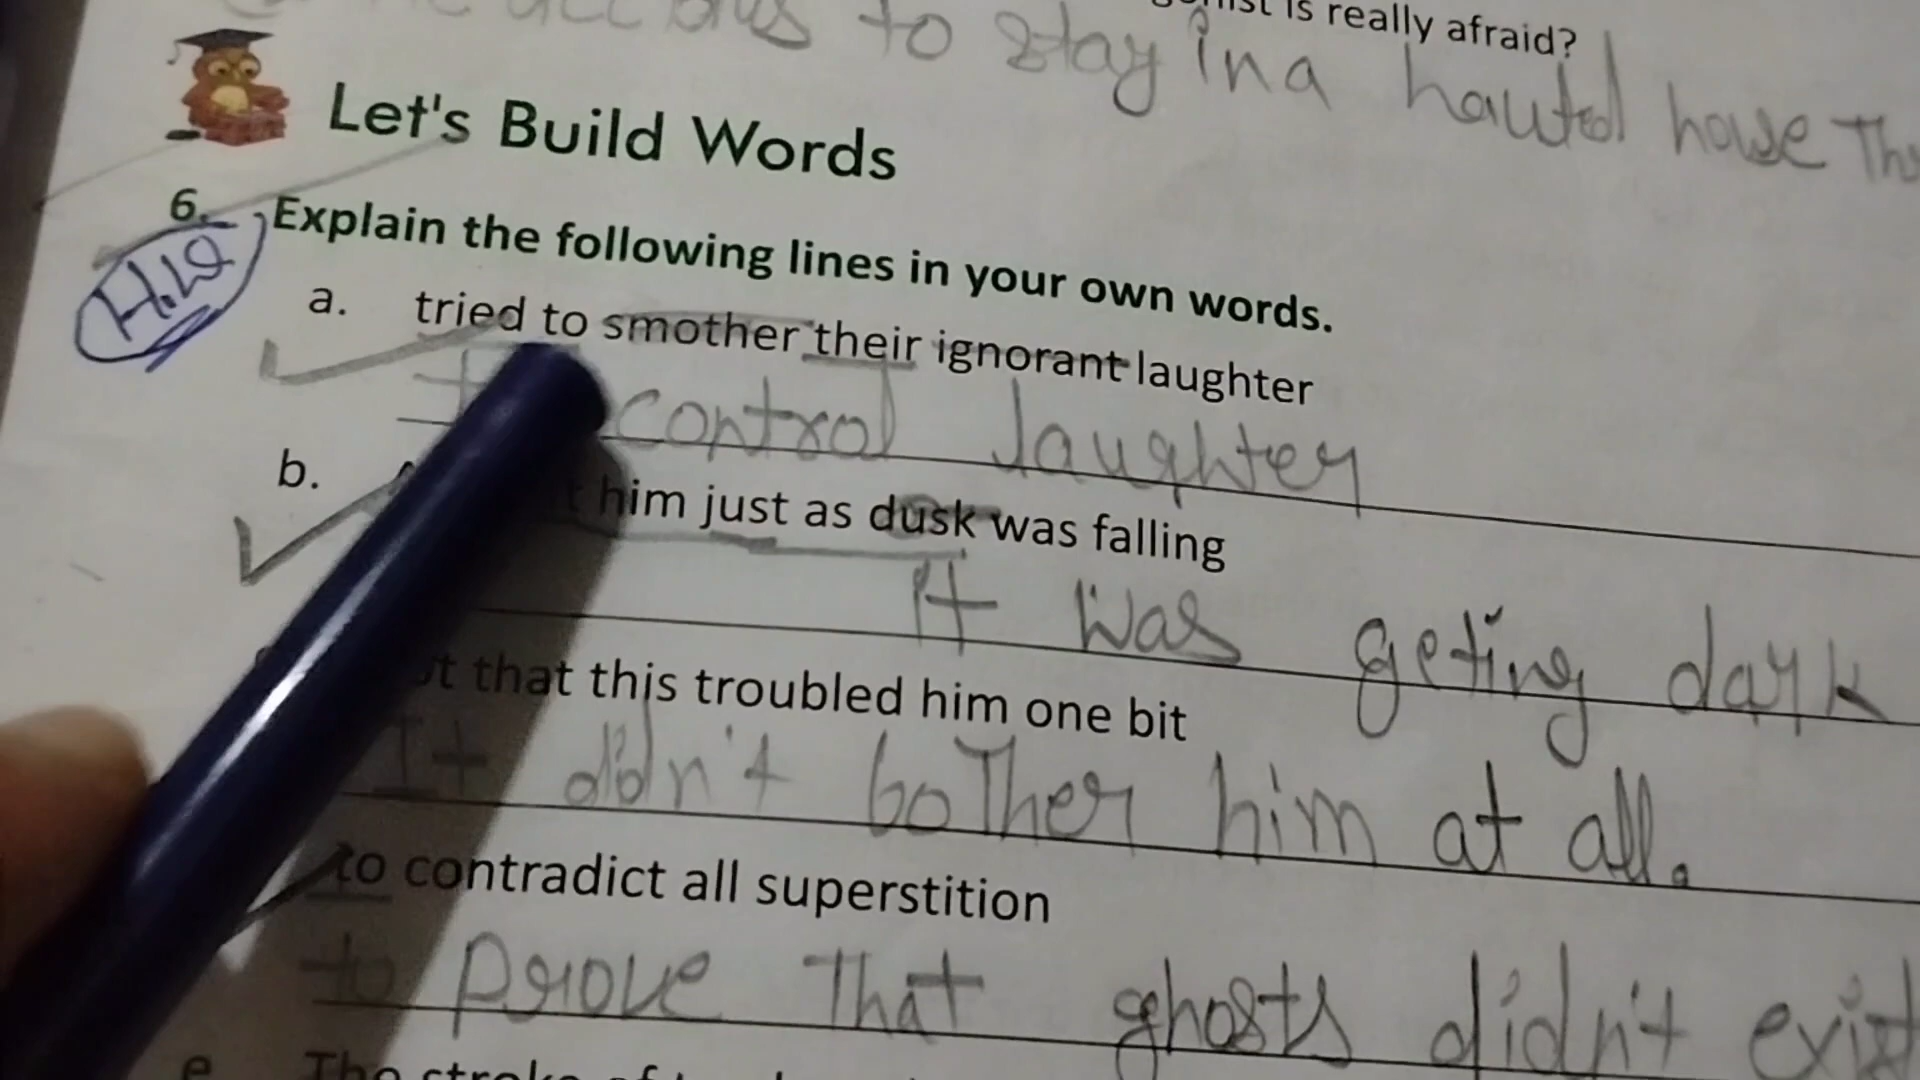 to stay in a hauted house
is really afraid?
Let's Build Words
6. Explain the following lines in your own words.
H.W
a. tried to smother their ignorant laughter
control laughter
b. him just as dusk was falling
It was geting dark
that this troubled him one bit
It didn't bother him at all.
to contradict all superstition
to prove that ghosts didn't exist
e